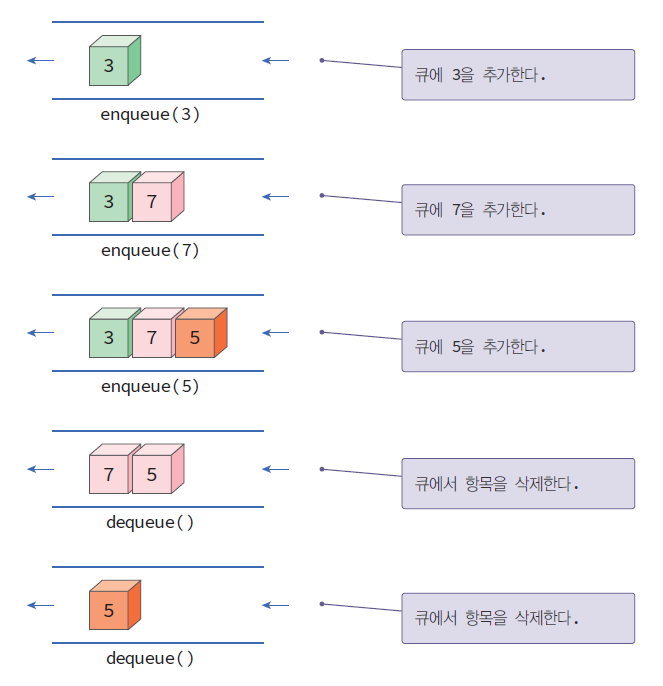 3
큐에 3을 추가한다.
enqueue(3)
3 7
큐에 7을 추가한다.
enqueue(7)
3 7 5
큐에 5을 추가한다.
enqueue(5)
7 5
큐에서 항목을 삭제한다.
dequeue()
5
큐에서 항목을 삭제한다.
dequeue()